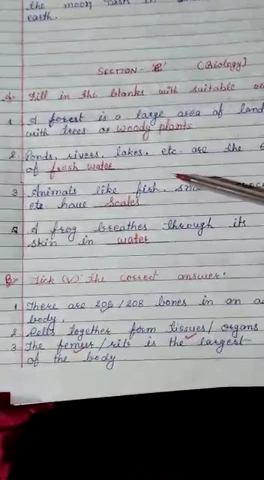 the moon
earth.
SECTION 'B' (Biology)
Fill in the blanks with suitable
1 A forest is a large area of land
with trees or woody plants
2 Ponds, rivers, lakes, etc. are the
of fresh water
3 Animals like fish,
etc have scales
4 A frog breathes through its
skin in water
Tick (√) the correct answer:
1 There are 206/208 bones in an
body.
2 Cells together form tissues/organs
3 The femur/rib is the largest
of the body